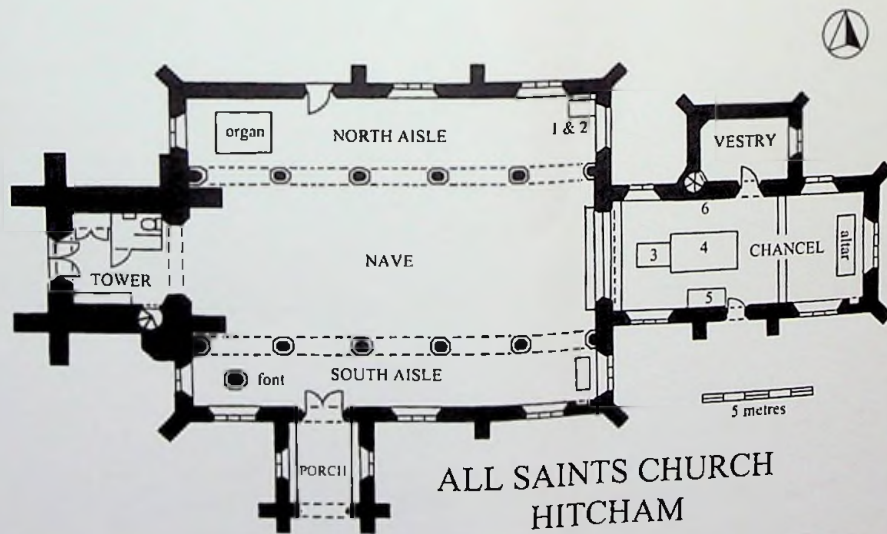 organ
NORTH AISLE
1 & 2
VESTRY
6
TOWER
NAVE
3
4
CHANCEL
altar
5
font
SOUTH AISLE
5 metres
PORCH
ALL SAINTS CHURCH
HITCHAM